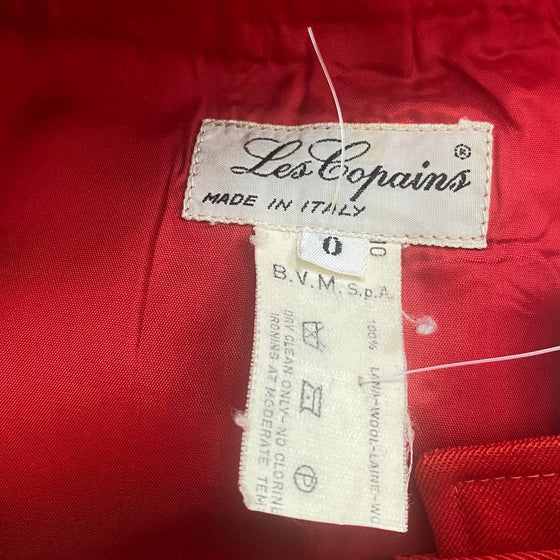 Les Copains ®
MADE IN ITALY
0
10
B.V.M. S.p.A.
100% LANA-WOOL-LAINE-WO
DRY CLEAN ONLY-NO CLORINE
IRONING AT MODERATE TEM
P